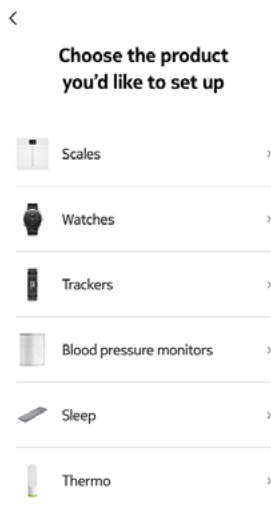 Choose the product
you'd like to set up
Scales
Watches
Trackers
Blood pressure monitors
Sleep
Thermo